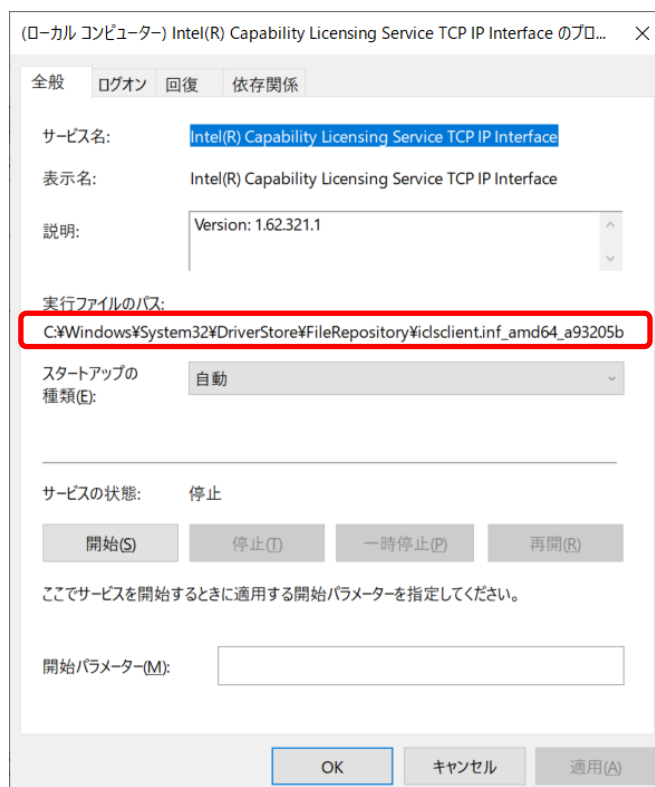 (ローカル コンピューター) Intel(R) Capability Licensing Service TCP IP Interface のプロ...
全般 ログオン 回復 依存関係
サービス名: Intel(R) Capability Licensing Service TCP IP Interface
表示名: Intel(R) Capability Licensing Service TCP IP Interface
説明: Version: 1.62.321.1
実行ファイルのパス:
C:¥Windows¥System32¥DriverStore¥FileRepository¥iclsclient.inf_amd64_a93205b
スタートアップの
種類(E): 自動
サービスの状態: 停止
開始(S) 停止(T) 一時停止(P) 再開(R)
ここでサービスを開始するときに適用する開始パラメーターを指定してください。
開始パラメーター(M):
OK キャンセル 適用(A)